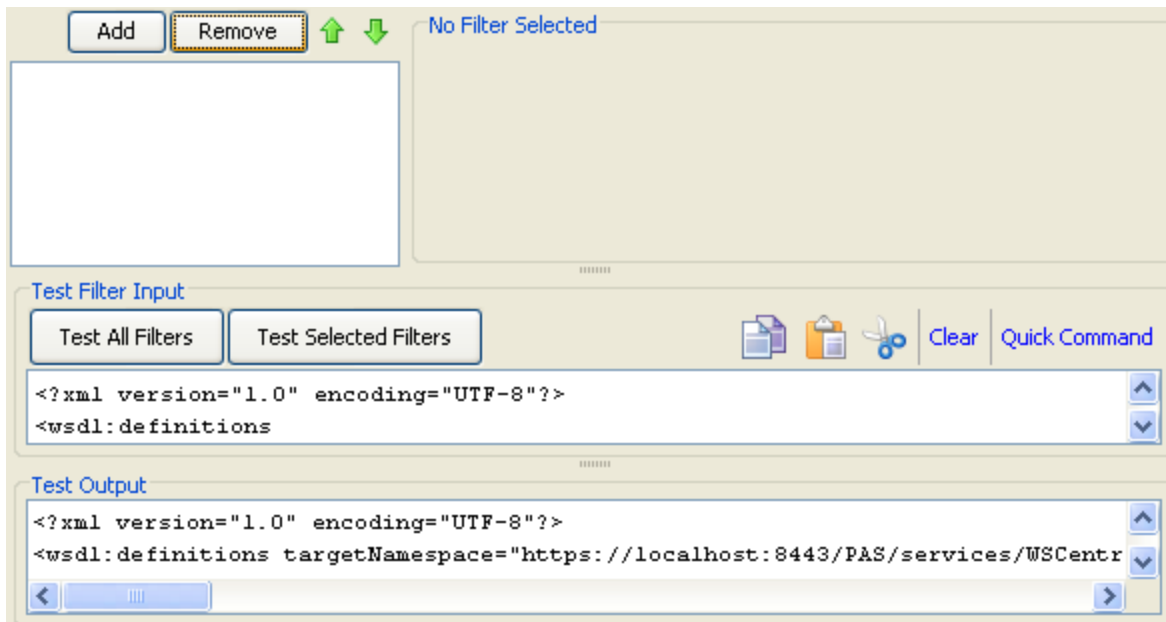 Add Remove No Filter Selected
Test Filter Input
Test All Filters Test Selected Filters Clear Quick Command
<?xml version="1.0" encoding="UTF-8"?>
<wsdl:definitions
Test Output
<?xml version="1.0" encoding="UTF-8"?>
<wsdl:definitions targetNamespace="https://localhost:8443/PAS/services/WSCentr